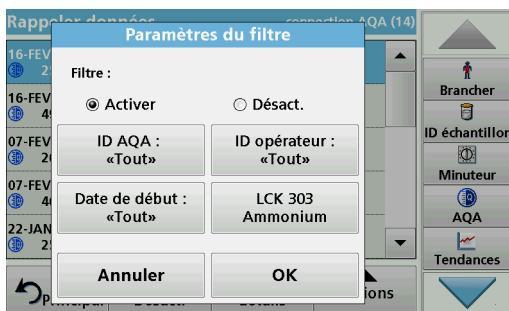 Rappeler données connection AQA (14)
Paramètres du filtre
16-FEV
Filtre :
Activer
Désact.
16-FEV
Brancher
ID échantillon
07-FEV
ID AQA :
«Tout»
ID opérateur :
«Tout»
Minuteur
07-FEV
Date de début :
«Tout»
LCK 303
Ammonium
AQA
22-JAN
Tendances
Annuler
OK